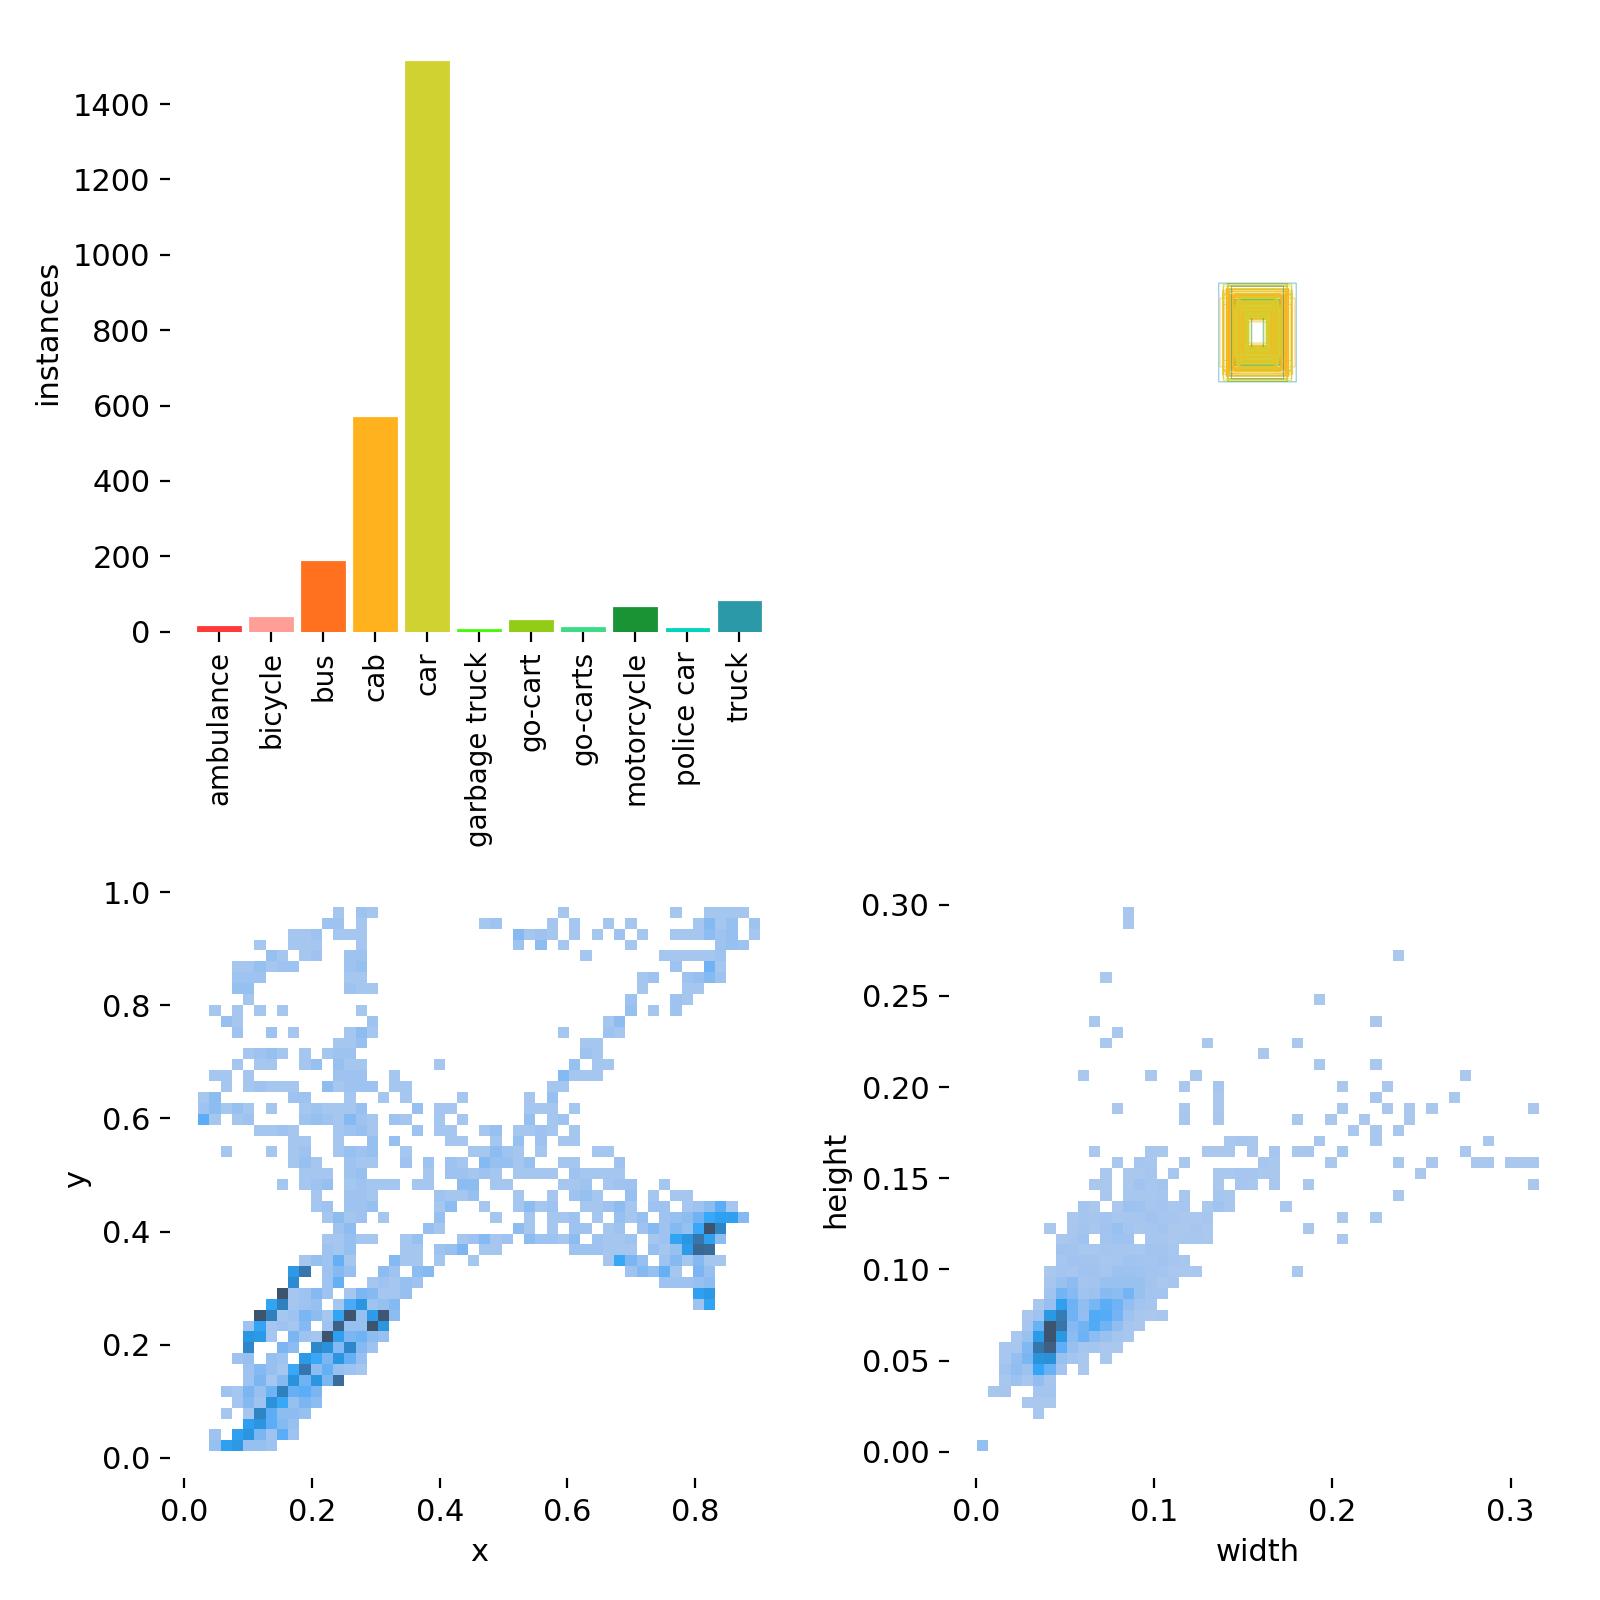 1400
1200
1000
800
600
400
200
0
instances
ambulance
bicycle
bus
cab
car
garbage truck
go-cart
go-carts
motorcycle
police car
truck
1.0
0.8
0.6
0.4
0.2
0.0
y
0.0 0.2 0.4 0.6 0.8
x
0.30
0.25
0.20
0.15
0.10
0.05
0.00
height
0.0 0.1 0.2 0.3
width